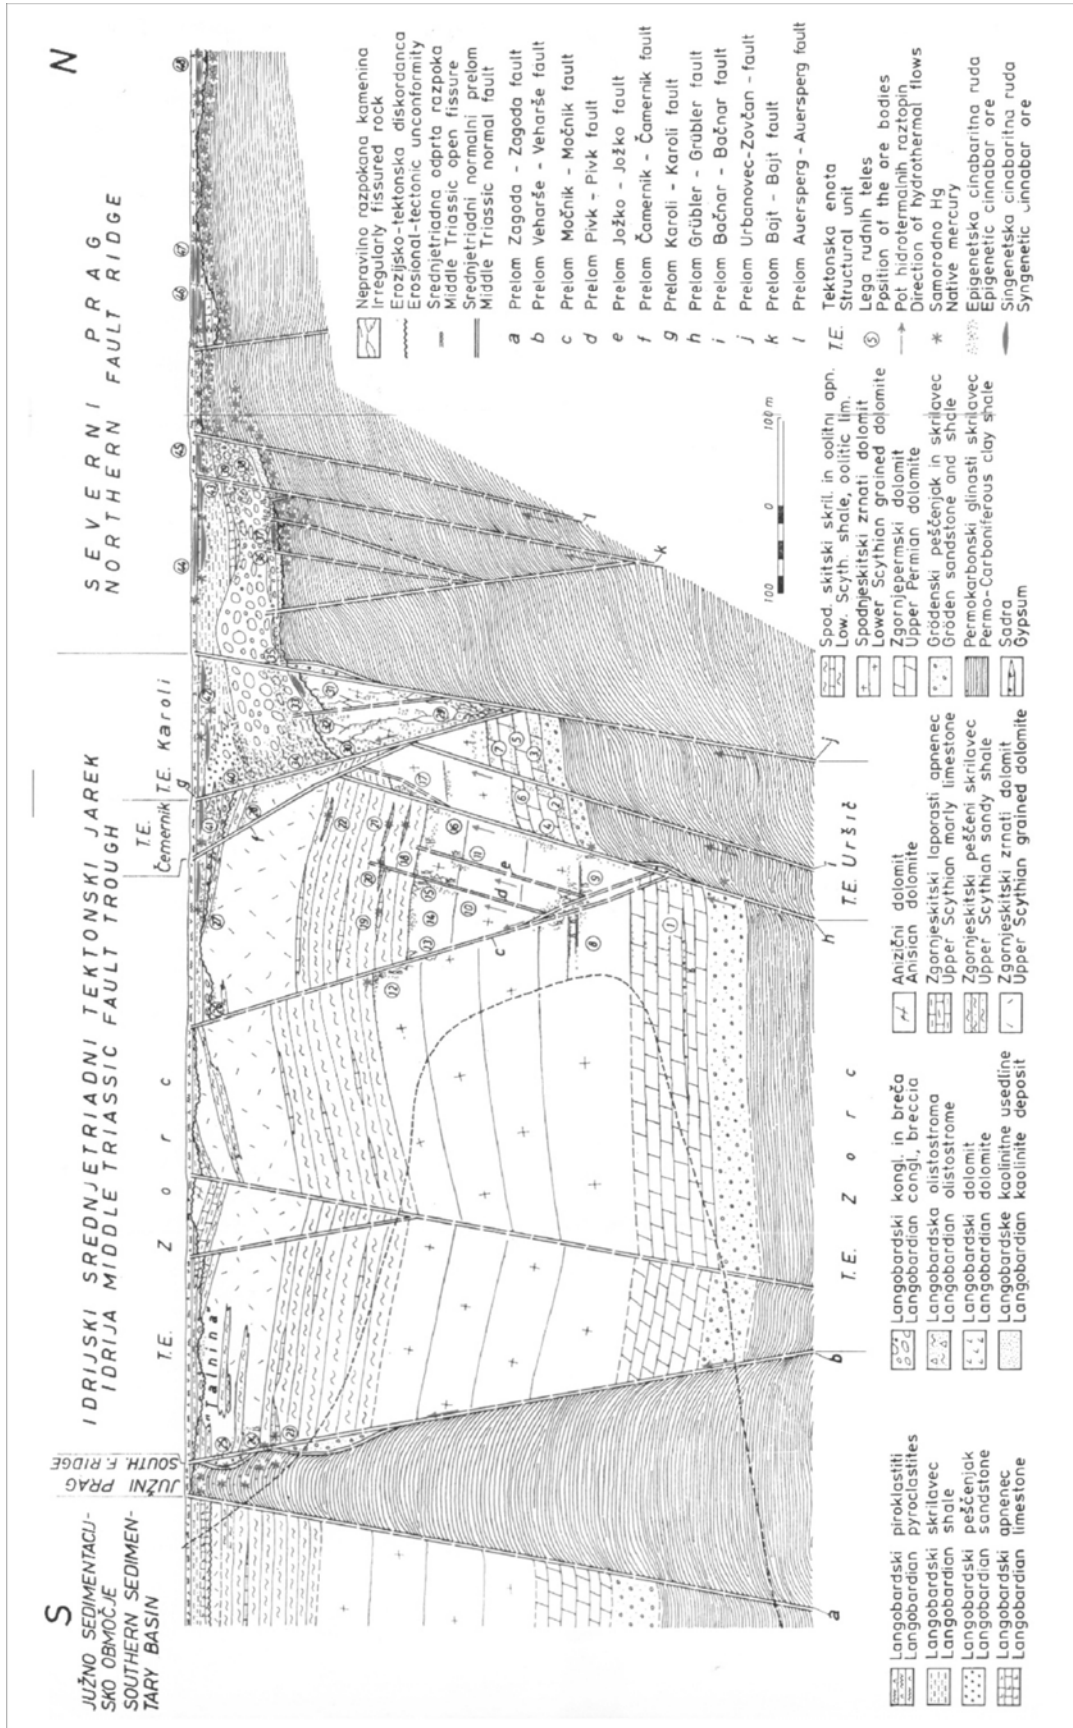 S
N
JUŽNO SEDIMENTACIJ-
SKO OBMOČJE
SOUTHERN SEDIMEN-
TARY BASIN
JUŽNI PRAG
SOUTH. F. RIDGE
IDRIJSKI SREDNJETRIADNI TEKTONSKI JAREK
IDRIJA MIDDLE TRIASSIC FAULT TROUGH
SEVERNI PRAG
NORTHERN FAULT RIDGE
T.E. Zorc
T.E.
Čemernik
T.E. Karoli
"Talnina"
T.E. Zorc
T.E. Uršič
a
b
c
d
e
f
g
h
i
j
k
l
100 0 100 m
Nepravilno razpokana kamenina
Irregularly fissured rock
Erozijsko-tektonska diskordanca
Erosional-tectonic unconformity
Srednjetriadna odprta razpoka
Middle Triassic open fissure
Srednjetriadni normalni prelom
Middle Triassic normal fault
a Prelom Zagoda - Zagoda fault
b Prelom Veharše - Veharše fault
c Prelom Močnik - Močnik fault
d Prelom Pivk - Pivk fault
e Prelom Jožko - Jožko fault
f Prelom Čamernik - Čamernik fault
g Prelom Karoli - Karoli fault
h Prelom Grübler - Grübler fault
i Prelom Bačnar - Bačnar fault
j Prelom Urbanovec-Zovčan - fault
k Prelom Bajt - Bajt fault
l Prelom Auersperg - Auersperg fault
Langobardski piroklastiti
Langobardian pyroclastites
Langobardski skrilavec
Langobardian shale
Langobardski peščenjak
Langobardian sandstone
Langobardski apnenec
Langobardian limestone
Langobardski kongl. in breča
Langobardian congl., breccia
Langobardska olistostroma
Langobardian olistostrome
Langobardski dolomit
Langobardian dolomite
Langobardske kaolinitne usedline
Langobardian kaolinite deposit
Anizični dolomit
Anisian dolomite
Zgornjeskitski laporasti apnenec
Upper Scythian marly limestone
Zgornjeskitski peščeni skrilavec
Upper Scythian sandy shale
Zgornjeskitski zrnati dolomit
Upper Scythian grained dolomite
Spod. skitski skril. in oolitni apn.
Low. Scyth. shale, oolitic lim.
Spodnjeskitski zrnati dolomit
Lower Scythian grained dolomite
Zgornjepermski dolomit
Upper Permian dolomite
Grödenski peščenjak in skrilavec
Gröden sandstone and shale
Permokarbonski glinasti skrilavec
Permo-Carboniferous clay shale
Sadra
Gypsum
T.E. Tektonska enota
Structural unit
Lega rudnih teles
Position of the ore bodies
Pot hidrotermalnih raztopin
Direction of hydrothermal flows
Samorodno Hg
Native mercury
Epigenetska cinabaritna ruda
Epigenetic cinnabar ore
Singenetska cinabaritna ruda
Syngenetic cinnabar ore